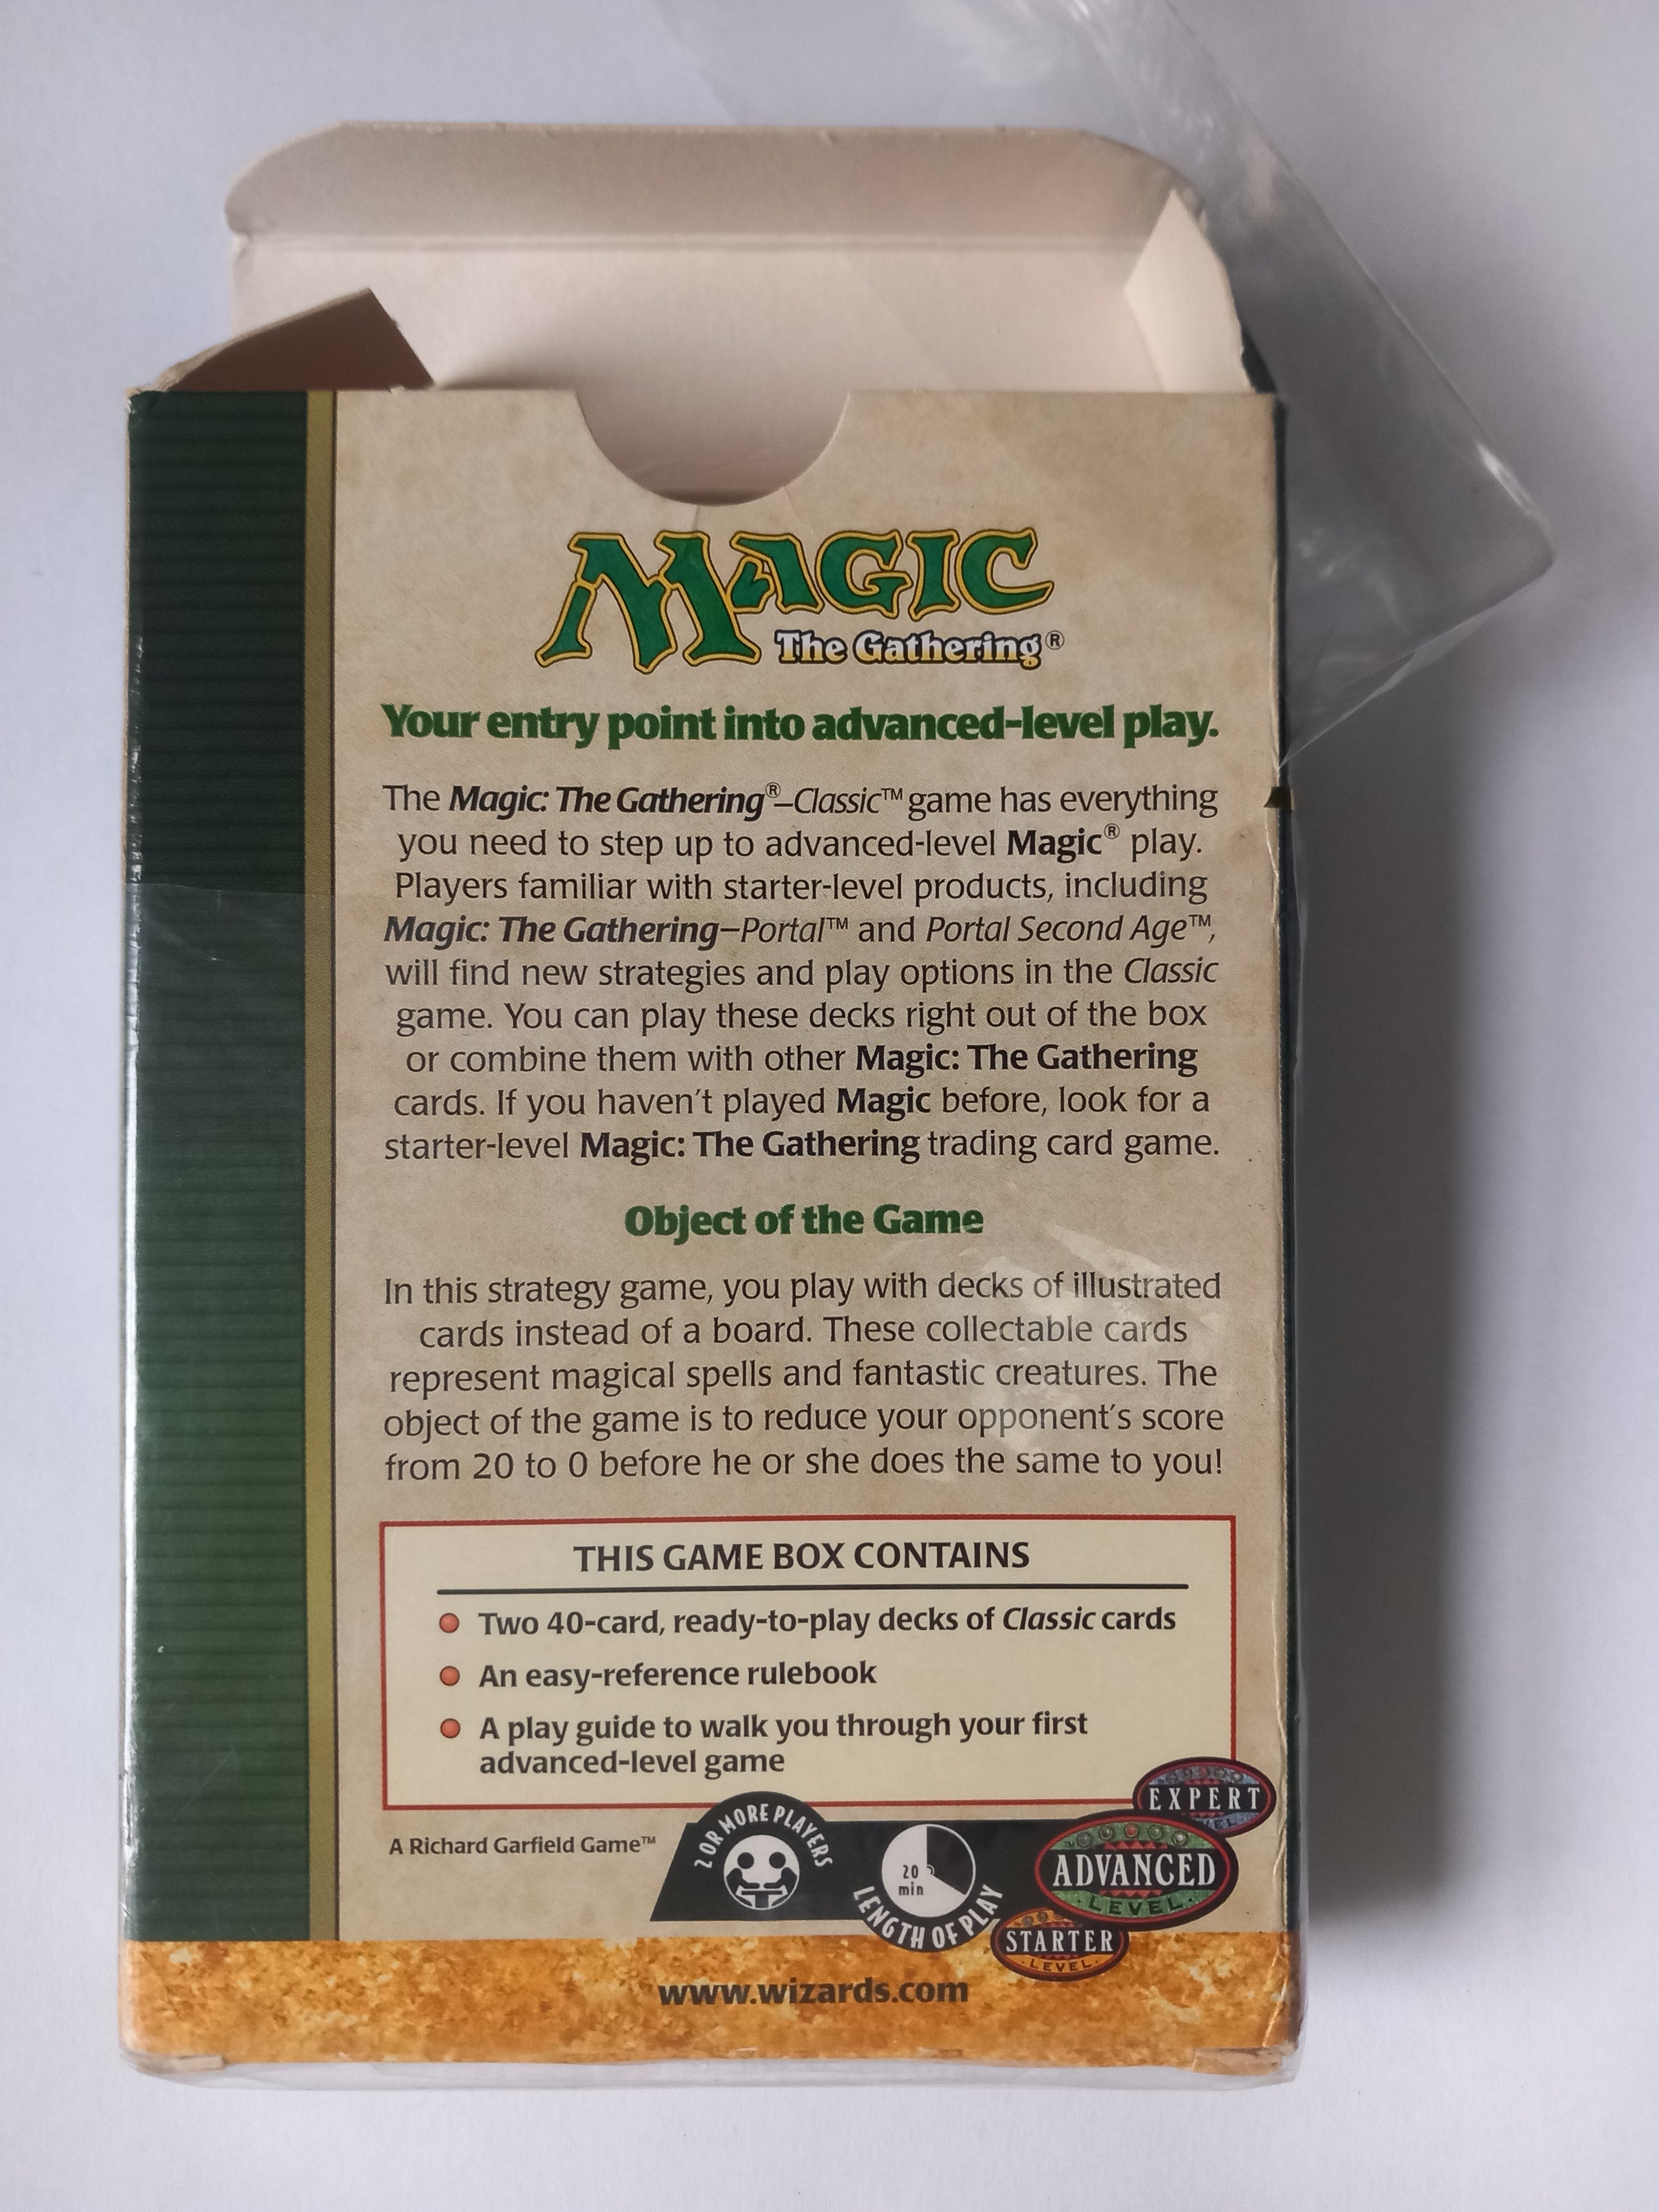 MAGIC
The Gathering®
Your entry point into advanced-level play.
The Magic: The Gathering®–Classic™ game has everything
you need to step up to advanced-level Magic® play.
Players familiar with starter-level products, including
Magic: The Gathering–Portal™ and Portal Second Age™,
will find new strategies and play options in the Classic
game. You can play these decks right out of the box
or combine them with other Magic: The Gathering
cards. If you haven't played Magic before, look for a
starter-level Magic: The Gathering trading card game.
Object of the Game
In this strategy game, you play with decks of illustrated
cards instead of a board. These collectable cards
represent magical spells and fantastic creatures. The
object of the game is to reduce your opponent's score
from 20 to 0 before he or she does the same to you!
THIS GAME BOX CONTAINS
Two 40-card, ready-to-play decks of Classic cards
An easy-reference rulebook
A play guide to walk you through your first
advanced-level game
A Richard Garfield Game™
2 OR MORE PLAYERS
20
min
LENGTH OF PLAY
EXPERT
LEVEL
ADVANCED
LEVEL
STARTER
LEVEL
www.wizards.com